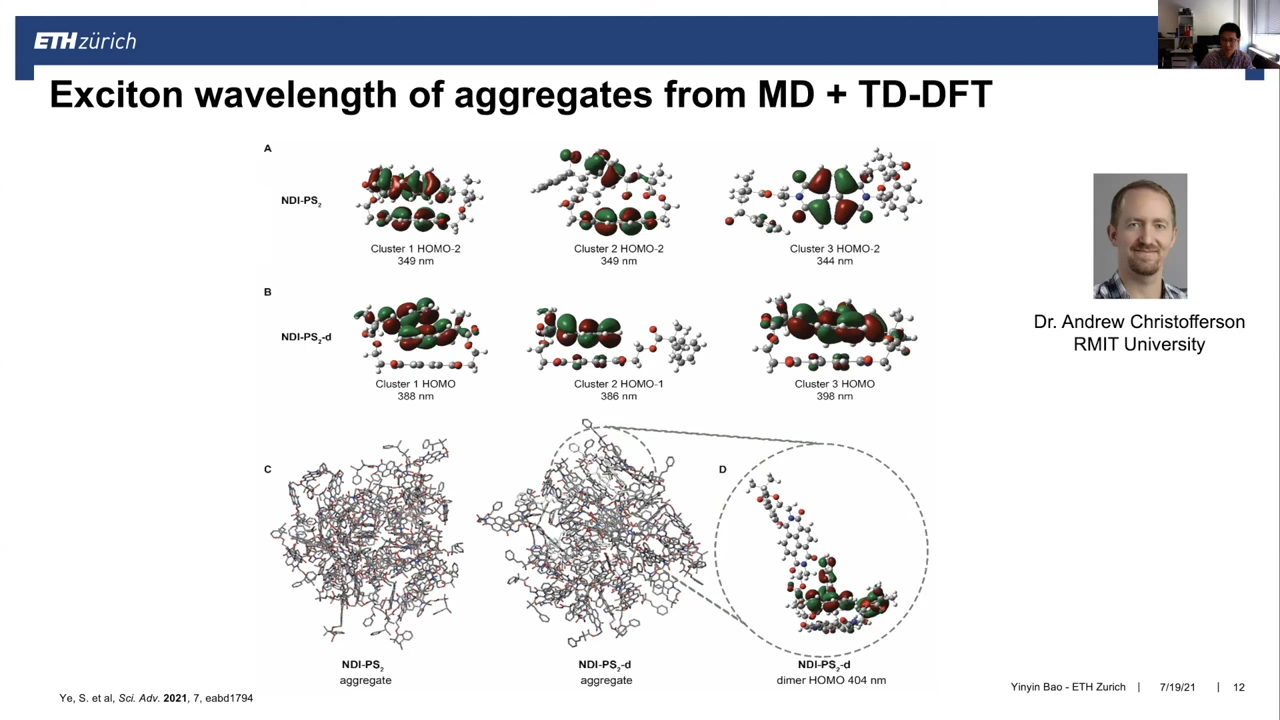 ETH zürich
Exciton wavelength of aggregates from MD + TD-DFT
A
NDI-PS2
Cluster 1 HOMO-2
349 nm
Cluster 2 HOMO-2
349 nm
Cluster 3 HOMO-2
344 nm
B
NDI-PS2-d
Cluster 1 HOMO
388 nm
Cluster 2 HOMO-1
386 nm
Cluster 3 HOMO
398 nm
Dr. Andrew Christofferson
RMIT University
C
D
NDI-PS2
aggregate
NDI-PS2-d
aggregate
NDI-PS2-d
dimer HOMO 404 nm
Ye, S. et al, Sci. Adv. 2021, 7, eabd1794
Yinyin Bao - ETH Zurich | 7/19/21 | 12